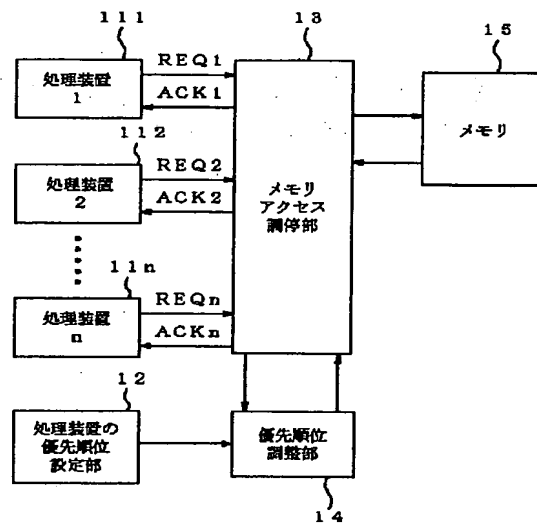 111
処理装置
1
REQ1
ACK1
112
処理装置
2
REQ2
ACK2
11n
処理装置
n
REQn
ACKn
12
処理装置の
優先順位
設定部
13
メモリ
アクセス
調停部
優先順位
調整部
14
15
メモリ